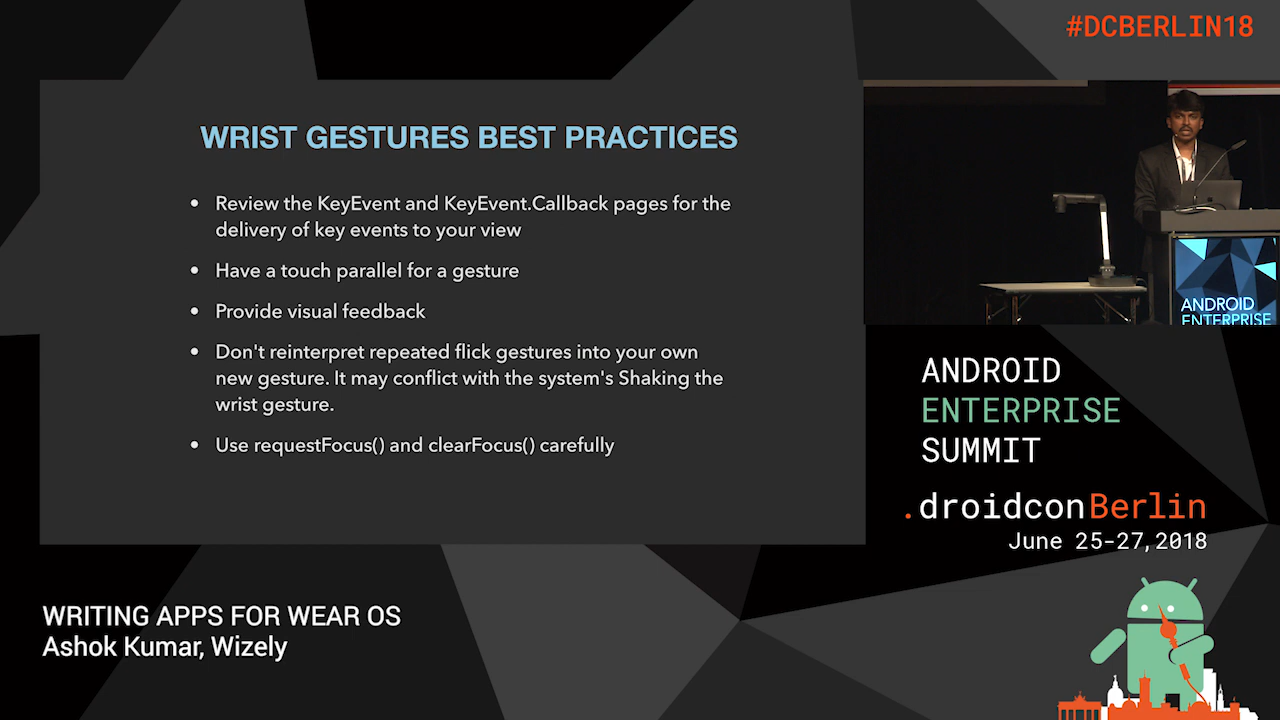 #DCBERLIN18
WRIST GESTURES BEST PRACTICES
• Review the KeyEvent and KeyEvent.Callback pages for the
delivery of key events to your view
• Have a touch parallel for a gesture
• Provide visual feedback
• Don't reinterpret repeated flick gestures into your own
new gesture. It may conflict with the system's Shaking the
wrist gesture.
• Use requestFocus() and clearFocus() carefully
ANDROID
ENTERPRISE
ANDROID
ENTERPRISE
SUMMIT
.droidconBerlin
June 25-27,2018
WRITING APPS FOR WEAR OS
Ashok Kumar, Wizely